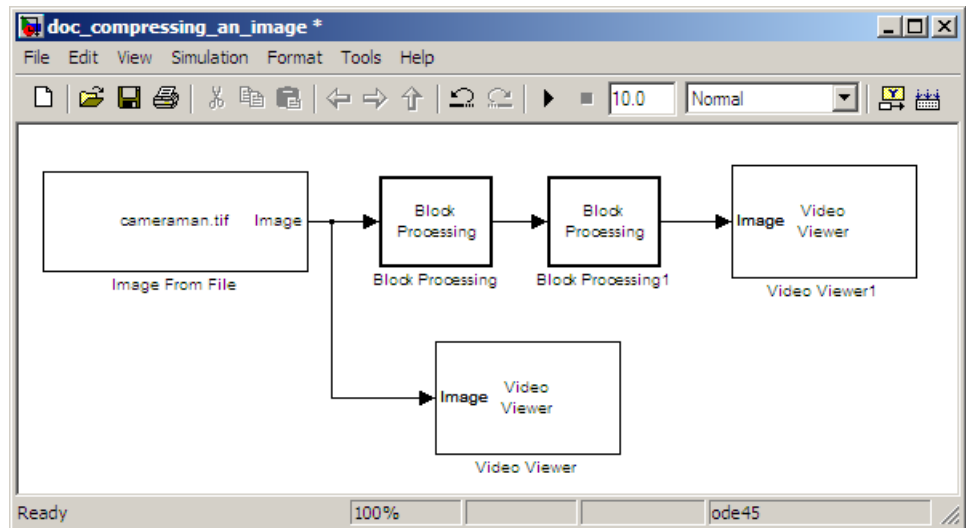 doc_compressing_an_image *
File Edit View Simulation Format Tools Help
10.0 Normal
cameraman.tif Image
Image From File
Block
Processing
Block Processing
Block
Processing
Block Processing1
Image Video
Viewer
Video Viewer1
Image Video
Viewer
Video Viewer
Ready 100% ode45